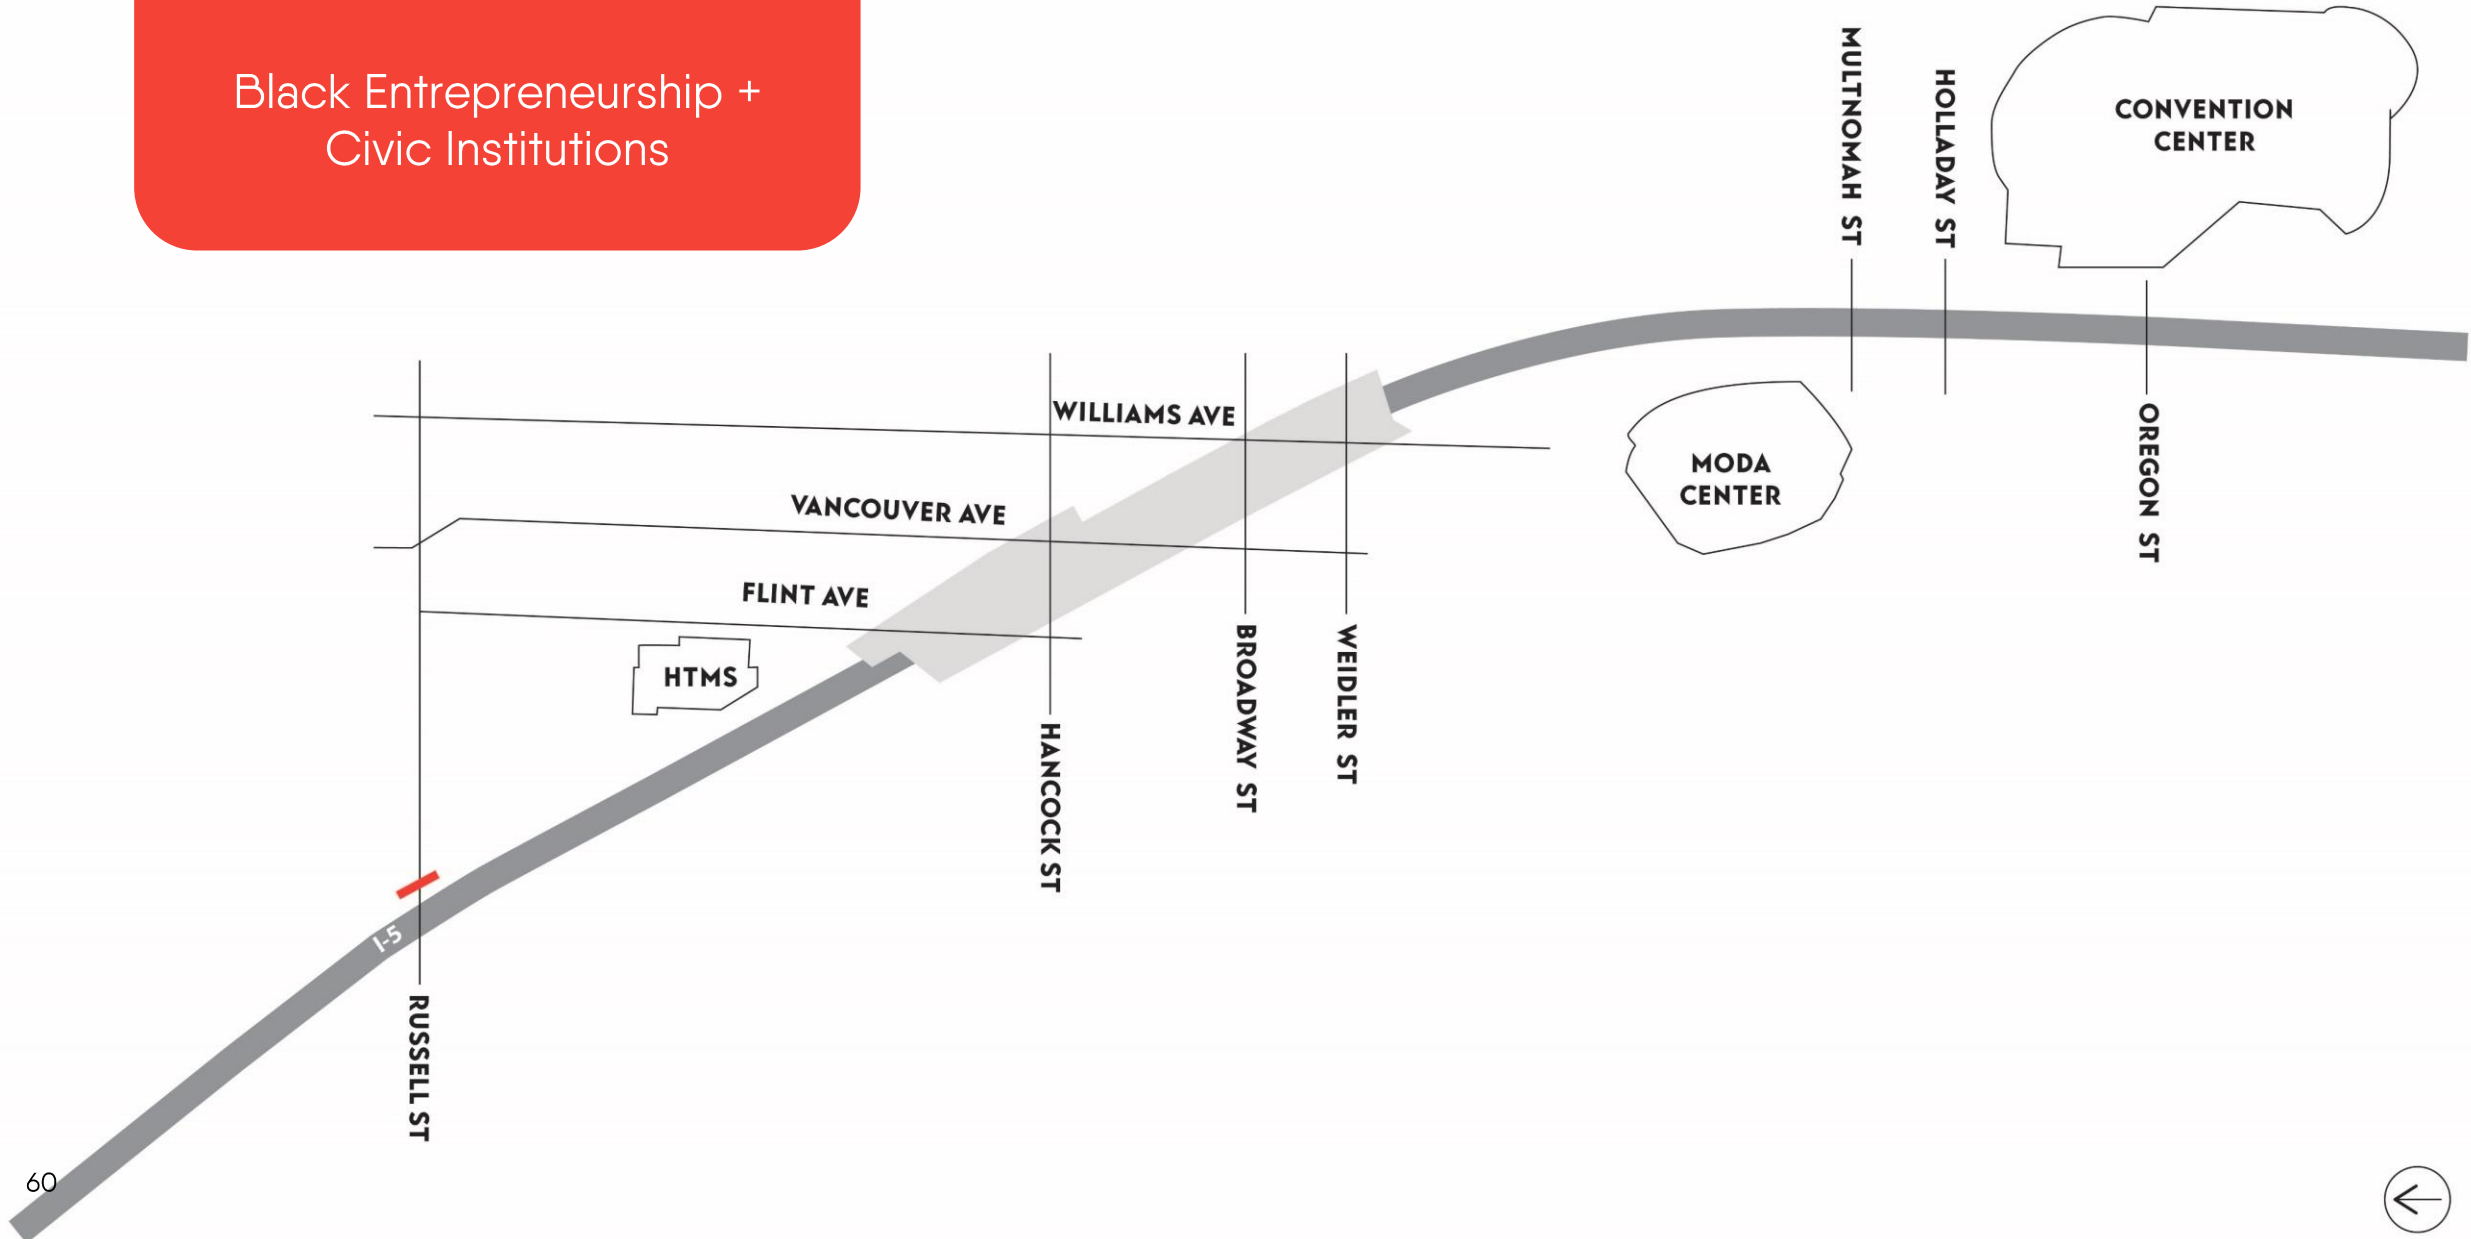 Black Entrepreneurship +
Civic Institutions
MULTNOMAH ST
HOLLADAY ST
CONVENTION
CENTER
WILLIAMS AVE
MODA
CENTER
OREGON ST
VANCOUVER AVE
FLINT AVE
HTMS
BROADWAY ST
WEIDLER ST
HANCOCK ST
I-5
RUSSELL ST
60